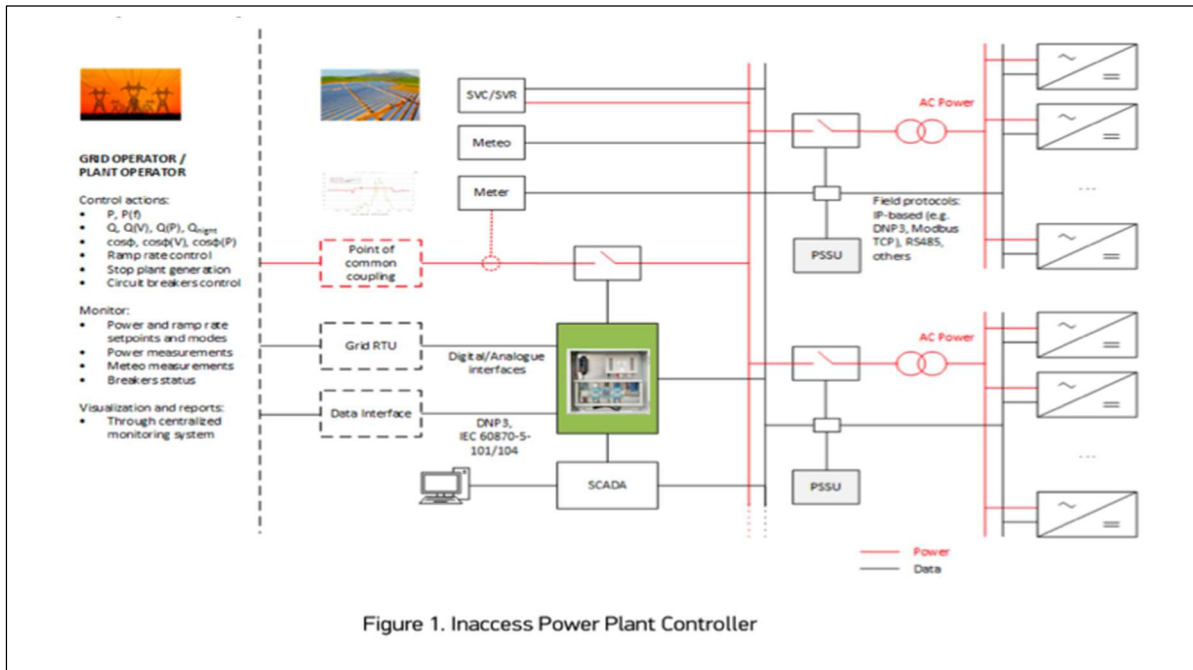 GRID OPERATOR /
PLANT OPERATOR
Control actions:
• P, P(f)
• Q, Q(V), Q(P), Qnight
• cosϕ, cosϕ(V), cosϕ(P)
• Ramp rate control
• Stop plant generation
• Circuit breakers control
Monitor:
• Power and ramp rate
setpoints and modes
• Power measurements
• Meteo measurements
• Breakers status
Visualization and reports:
• Through centralized
monitoring system
SVC/SVR
Meteo
Meter
Point of
common
coupling
Grid RTU
Digital/Analogue
interfaces
Data Interface
DNP3,
IEC 60870-5-
101/104
SCADA
AC Power
Field protocols:
IP-based (e.g.
DNP3, Modbus
TCP), RS485,
others
PSSU
...
AC Power
PSSU
...
Power
Data
Figure 1. Inaccess Power Plant Controller